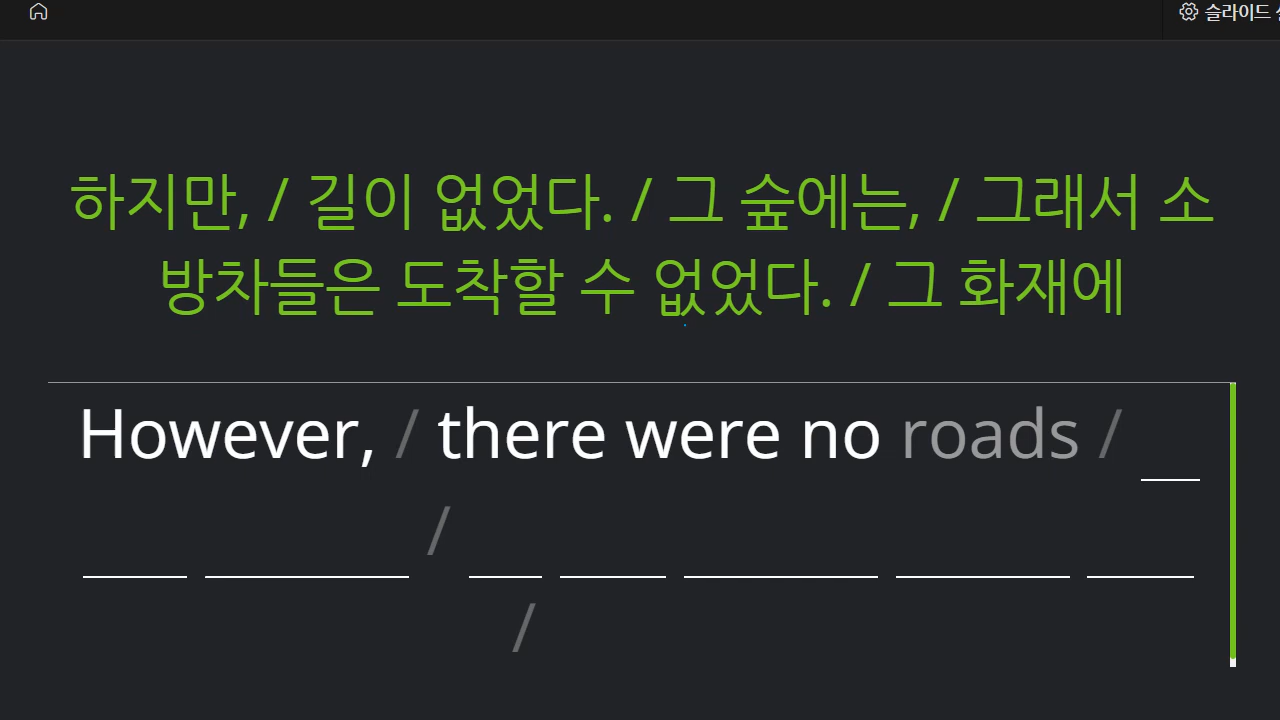 슬라이드
하지만, / 길이 없었다. / 그 숲에는, / 그래서 소
방차들은 도착할 수 없었다. / 그 화재에
However, / there were no roads /
/
/